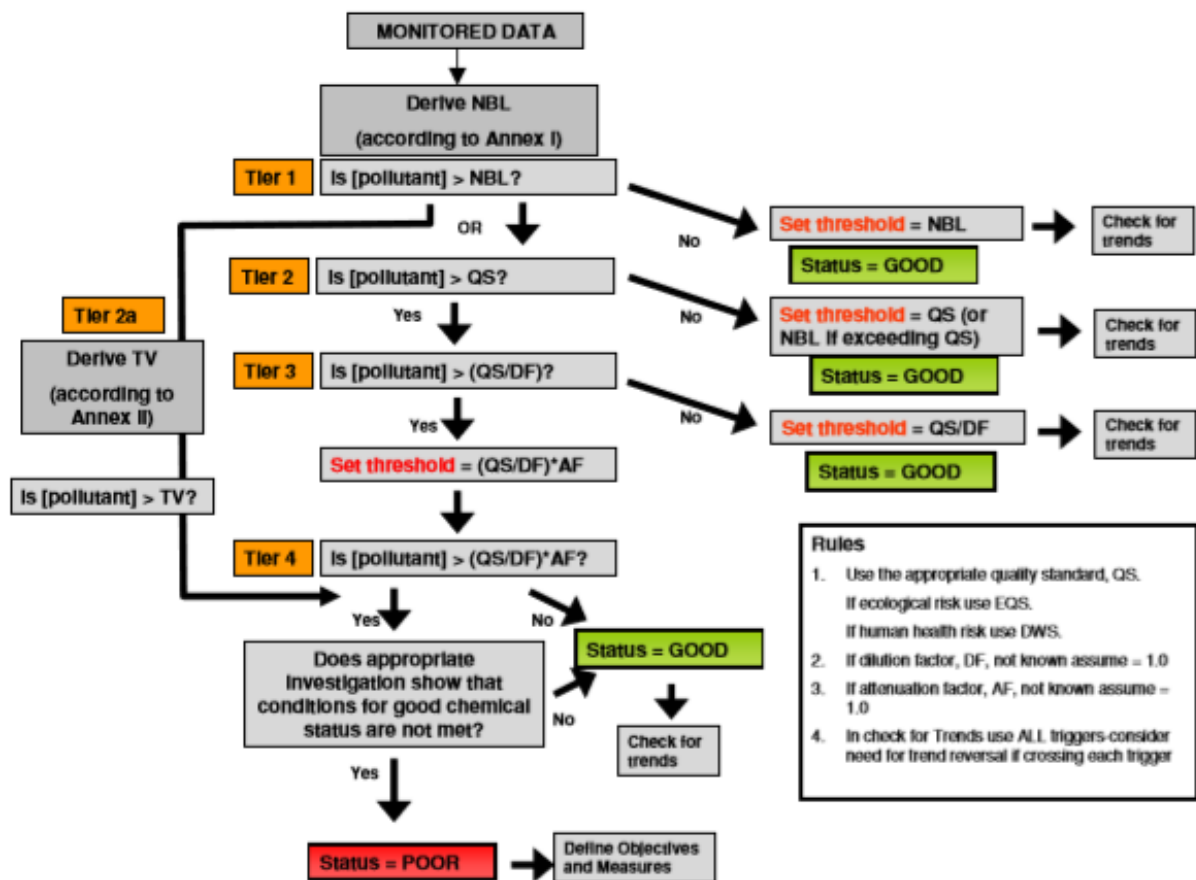 MONITORED DATA
Derive NBL
(according to Annex I)
Tier 1
Is [pollutant] > NBL?
OR
No
Set threshold = NBL
Status = GOOD
Check for
trends
Tier 2
Is [pollutant] > QS?
Yes
No
Set threshold = QS (or
NBL if exceeding QS)
Status = GOOD
Check for
trends
Tier 2a
Derive TV
(according to
Annex II)
Is [pollutant] > TV?
Tier 3
Is [pollutant] > (QS/DF)?
Yes
No
Set threshold = QS/DF
Status = GOOD
Check for
trends
Set threshold = (QS/DF)*AF
Tier 4
Is [pollutant] > (QS/DF)*AF?
Yes
No
Status = GOOD
Check for
trends
Does appropriate
investigation show that
conditions for good chemical
status are not met?
No
Yes
Status = POOR
Define Objectives
and Measures
Rules
1. Use the appropriate quality standard, QS.
If ecological risk use EQS.
If human health risk use DWS.
2. If dilution factor, DF, not known assume = 1.0
3. If attenuation factor, AF, not known assume =
1.0
4. In check for Trends use ALL triggers-consider
need for trend reversal if crossing each trigger